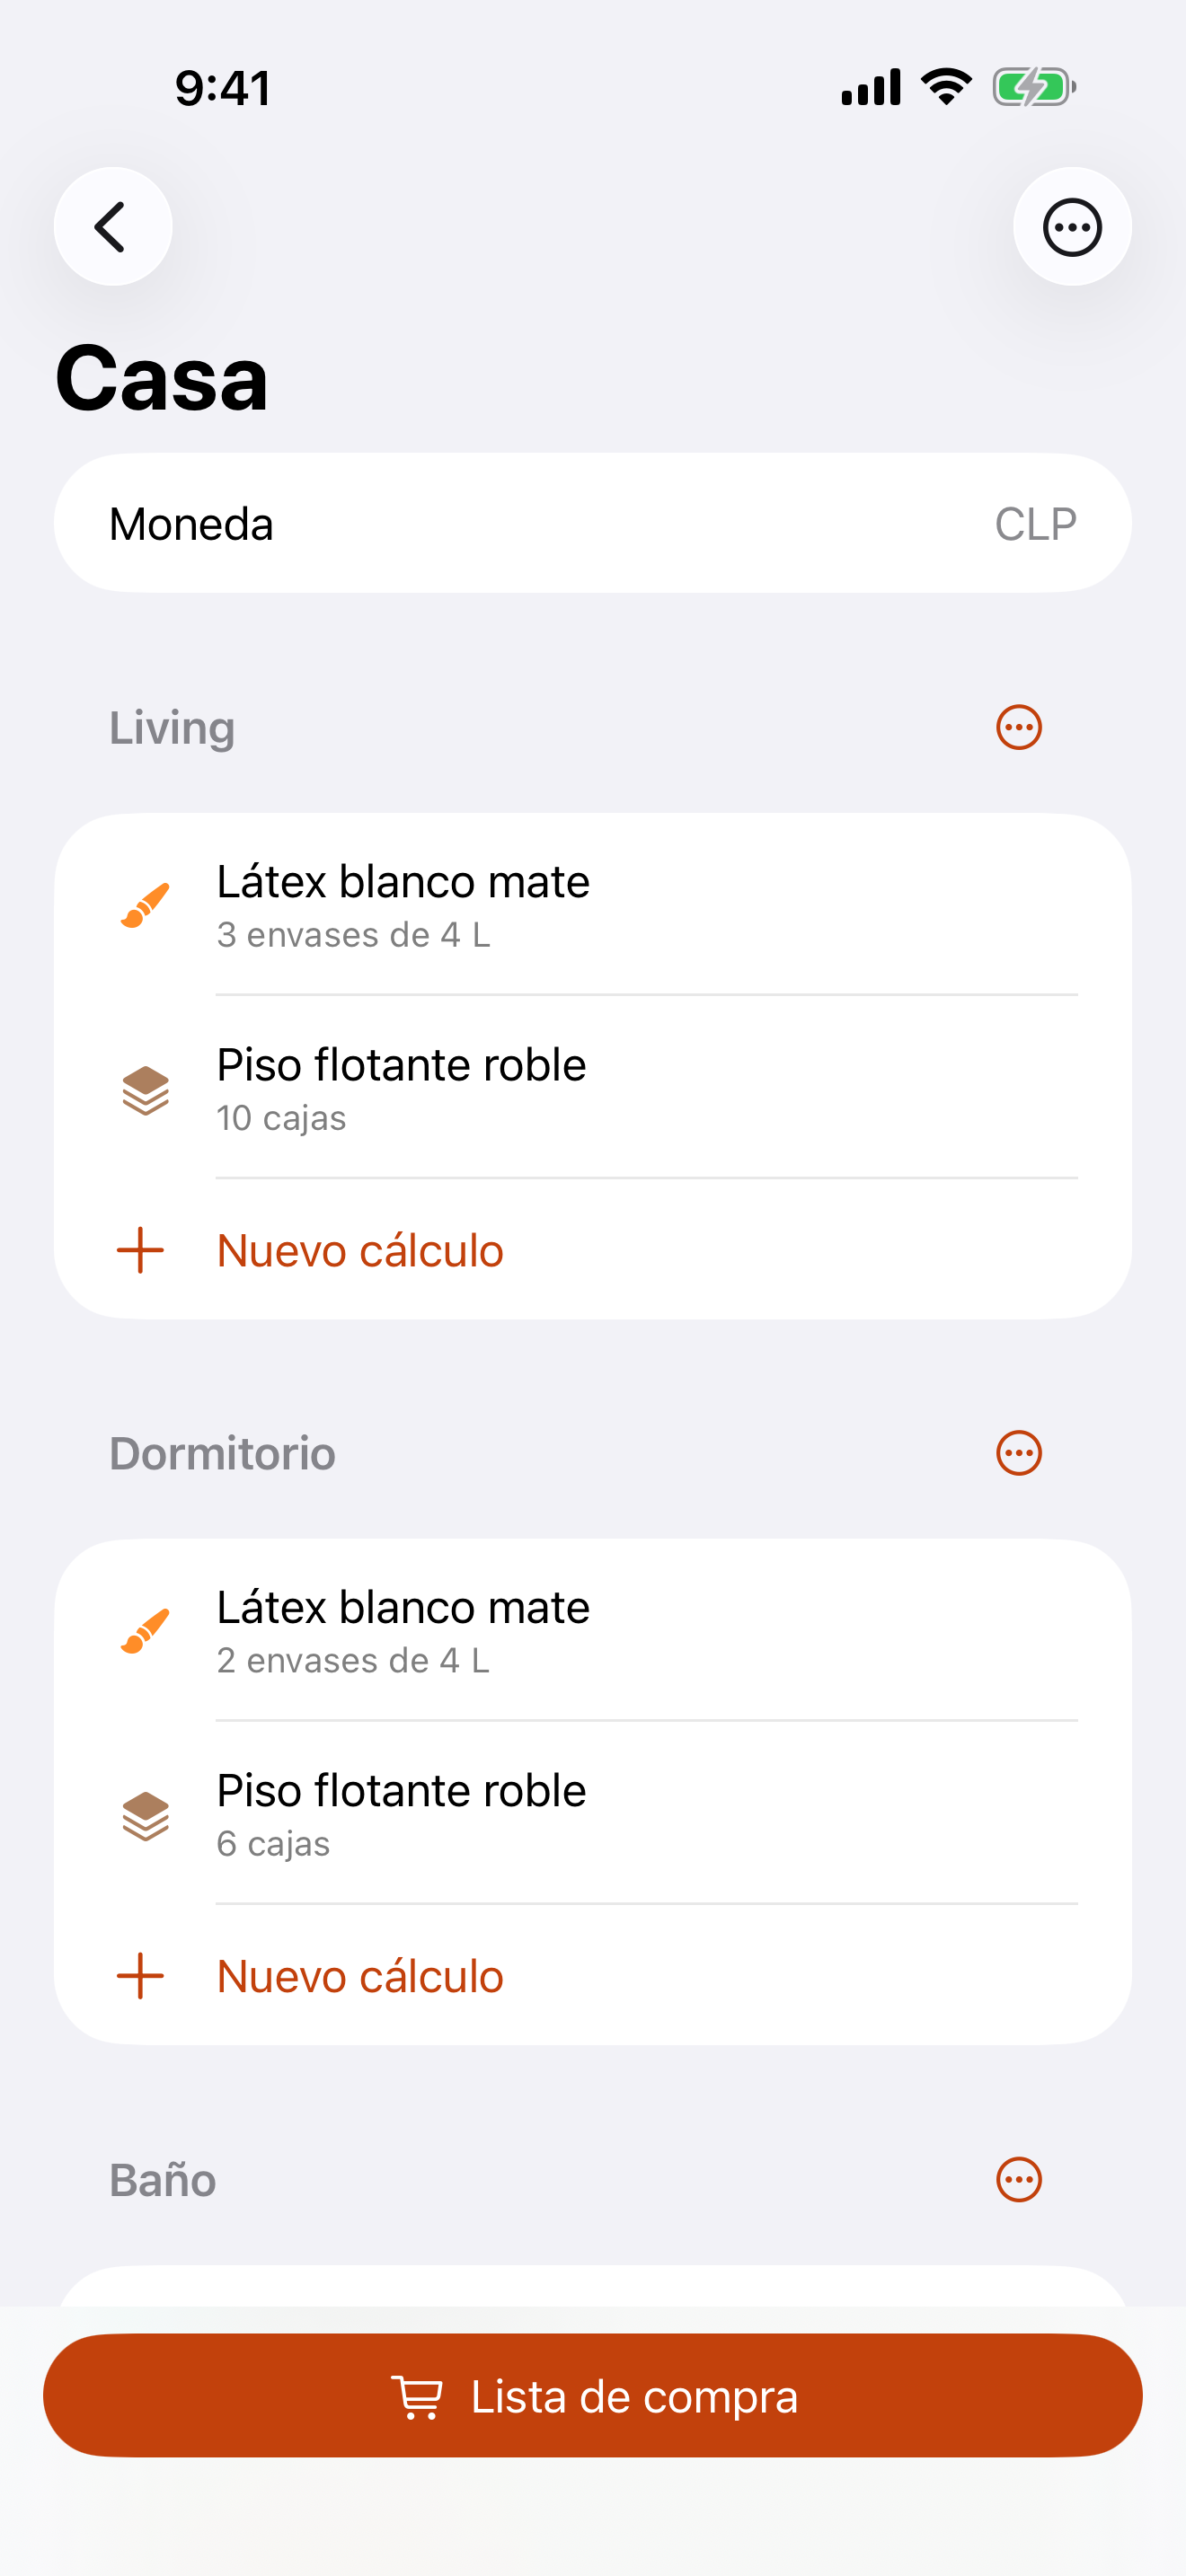 9:41
Casa
Moneda CLP
Living
Látex blanco mate
3 envases de 4 L
Piso flotante roble
10 cajas
Nuevo cálculo
Dormitorio
Látex blanco mate
2 envases de 4 L
Piso flotante roble
6 cajas
Nuevo cálculo
Baño
Lista de compra